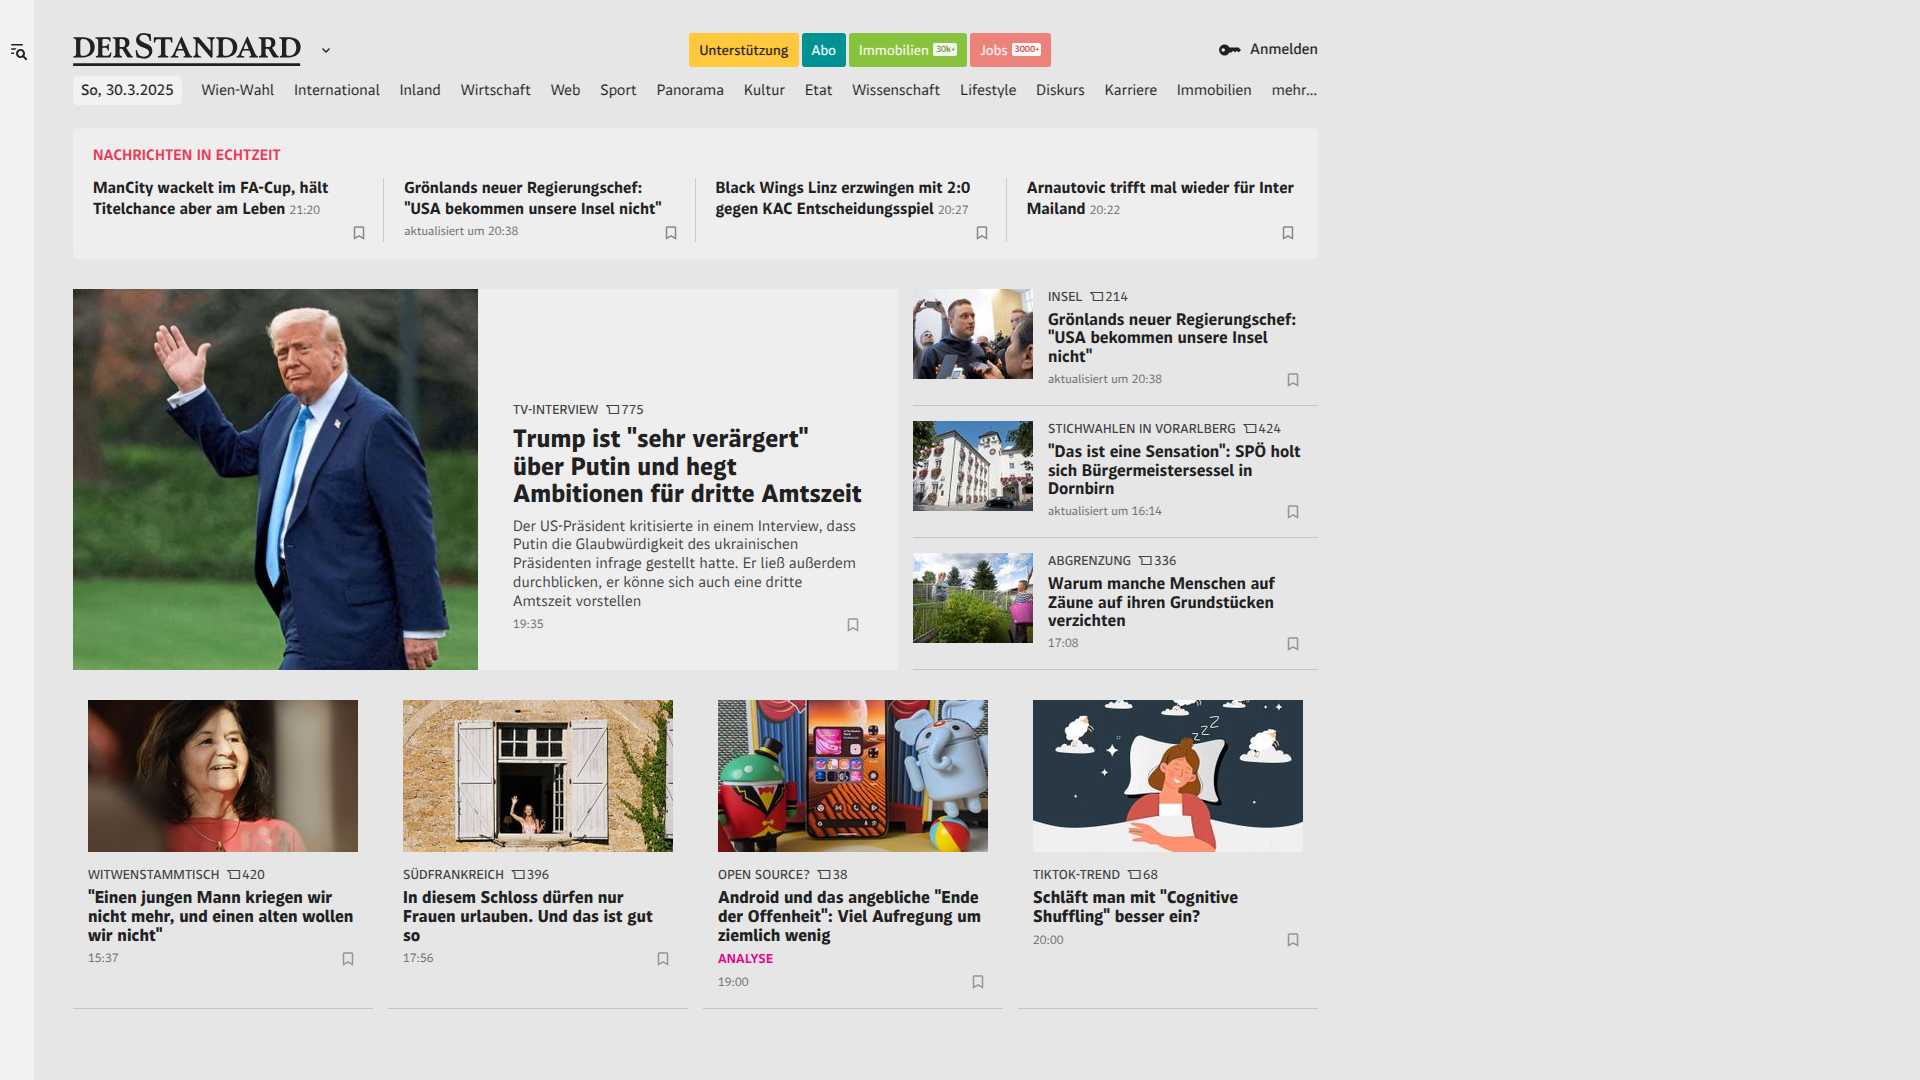 DERSTANDARD
Unterstützung
Abo
Immobilien 30k+
Jobs 3000+
Anmelden
So, 30.3.2025
Wien-Wahl
International
Inland
Wirtschaft
Web
Sport
Panorama
Kultur
Etat
Wissenschaft
Lifestyle
Diskurs
Karriere
Immobilien
mehr...
NACHRICHTEN IN ECHTZEIT
ManCity wackelt im FA-Cup, hält
Titelchance aber am Leben 21:20
Grönlands neuer Regierungschef:
"USA bekommen unsere Insel nicht"
aktualisiert um 20:38
Black Wings Linz erzwingen mit 2:0
gegen KAC Entscheidungsspiel 20:27
Arnautovic trifft mal wieder für Inter
Mailand 20:22
TV-INTERVIEW 775
Trump ist "sehr verärgert"
über Putin und hegt
Ambitionen für dritte Amtszeit
Der US-Präsident kritisierte in einem Interview, dass
Putin die Glaubwürdigkeit des ukrainischen
Präsidenten infrage gestellt hatte. Er ließ außerdem
durchblicken, er könne sich auch eine dritte
Amtszeit vorstellen
19:35
INSEL 214
Grönlands neuer Regierungschef:
"USA bekommen unsere Insel
nicht"
aktualisiert um 20:38
STICHWAHLEN IN VORARLBERG 424
"Das ist eine Sensation": SPÖ holt
sich Bürgermeistersessel in
Dornbirn
aktualisiert um 16:14
ABGRENZUNG 336
Warum manche Menschen auf
Zäune auf ihren Grundstücken
verzichten
17:08
WITWENSTAMMTISCH 420
"Einen jungen Mann kriegen wir
nicht mehr, und einen alten wollen
wir nicht"
15:37
SÜDFRANKREICH 396
In diesem Schloss dürfen nur
Frauen urlauben. Und das ist gut
so
17:56
OPEN SOURCE? 38
Android und das angebliche "Ende
der Offenheit": Viel Aufregung um
ziemlich wenig
ANALYSE
19:00
zZZ
TIKTOK-TREND 68
Schläft man mit "Cognitive
Shuffling" besser ein?
20:00